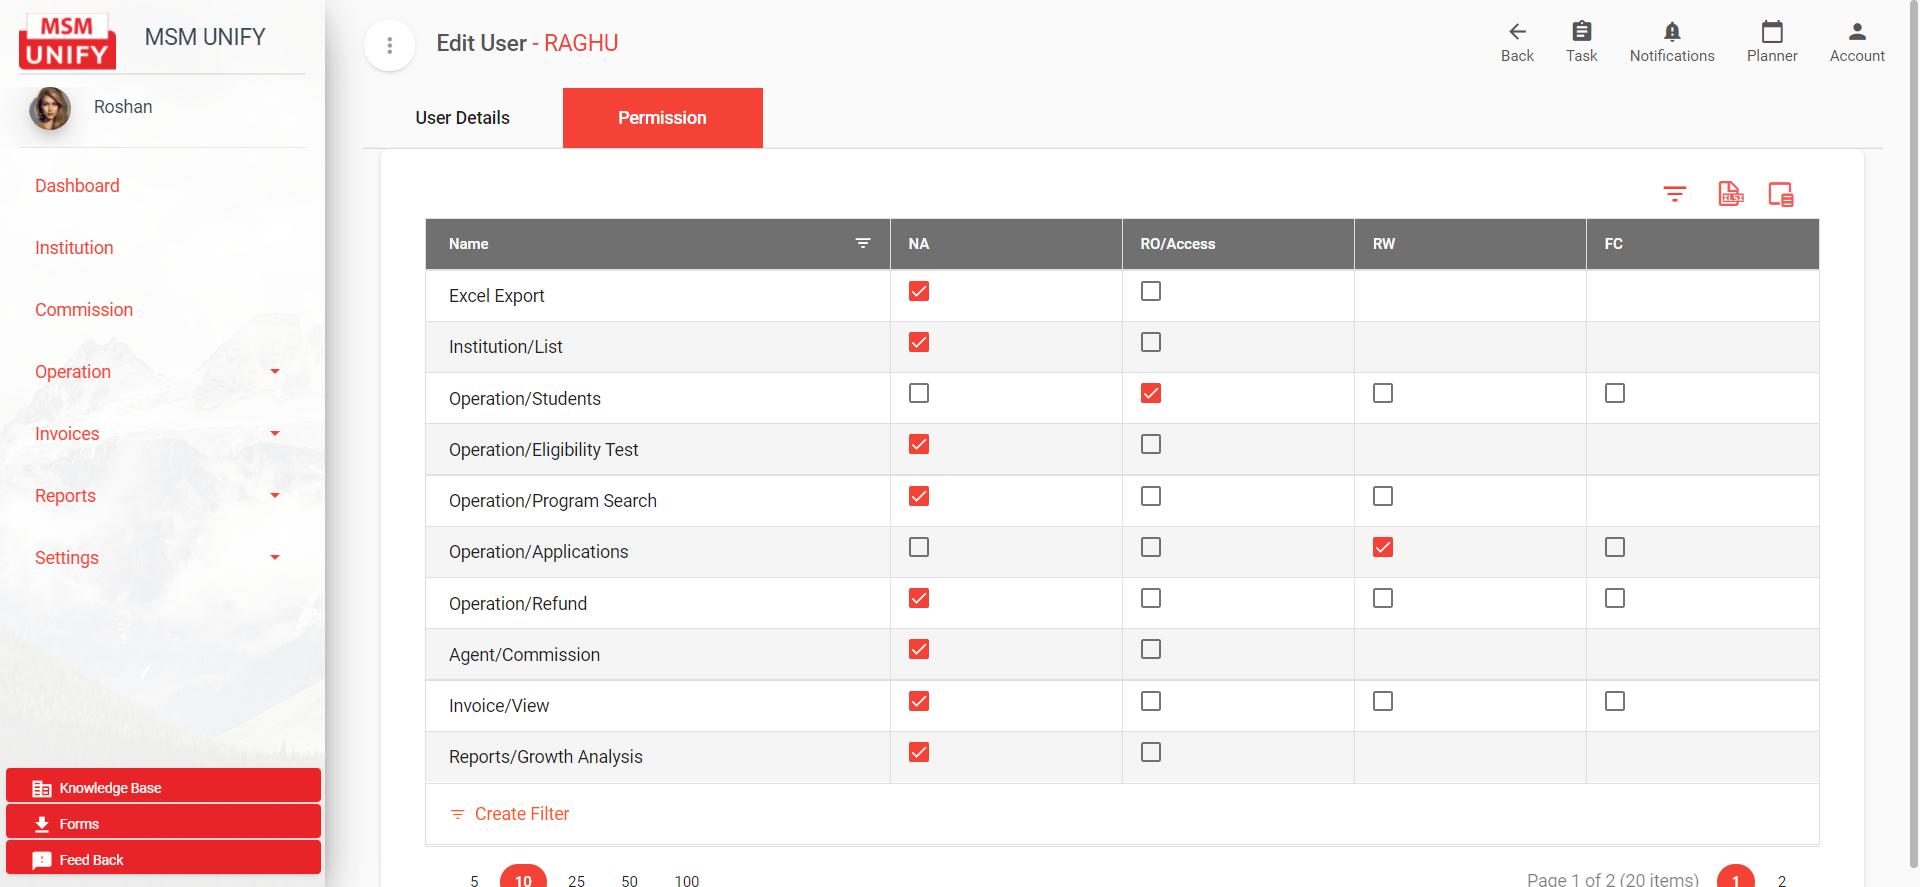 MSM
UNIFY
MSM UNIFY
Roshan
Dashboard
Institution
Commission
Operation
Invoices
Reports
Settings
Knowledge Base
Forms
Feed Back
Edit User - RAGHU
Back
Task
Notifications
Planner
Account
User Details
Permission
XLSX
Name NA RO/Access RW FC
Excel Export
Institution/List
Operation/Students
Operation/Eligibility Test
Operation/Program Search
Operation/Applications
Operation/Refund
Agent/Commission
Invoice/View
Reports/Growth Analysis
Create Filter
5 10 25 50 100
Page 1 of 2 (20 items) 1 2